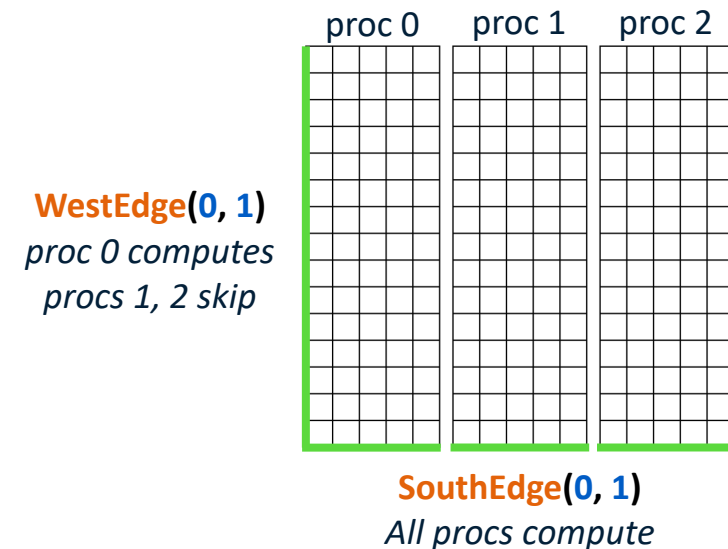 proc 0 proc 1 proc 2
WestEdge(0, 1)
proc 0 computes
procs 1, 2 skip
SouthEdge(0, 1)
All procs compute